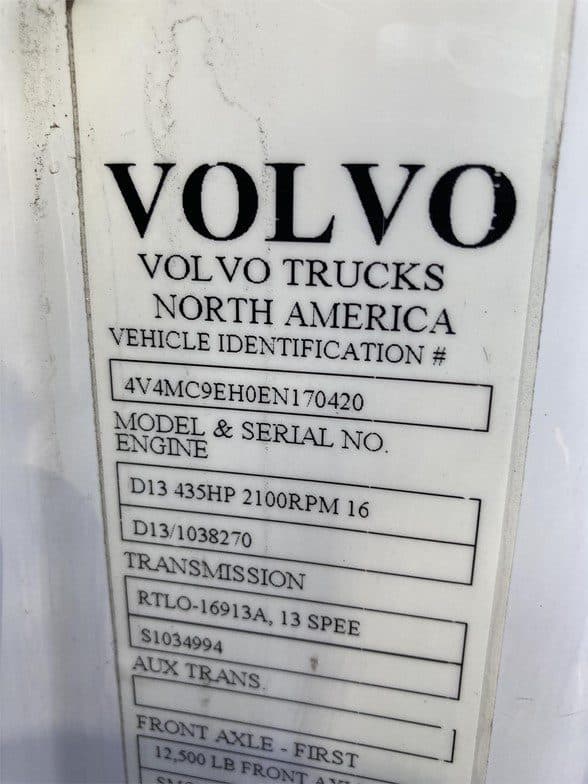 VOLVO
VOLVO TRUCKS
NORTH AMERICA
VEHICLE IDENTIFICATION #
4V4MC9EH0EN170420
MODEL & SERIAL NO.
ENGINE
D13 435HP 2100RPM 16
D13/1038270
TRANSMISSION
RTLO-16913A, 13 SPEE
S1034994
AUX TRANS.
FRONT AXLE - FIRST
12,500 LB FRONT AXL